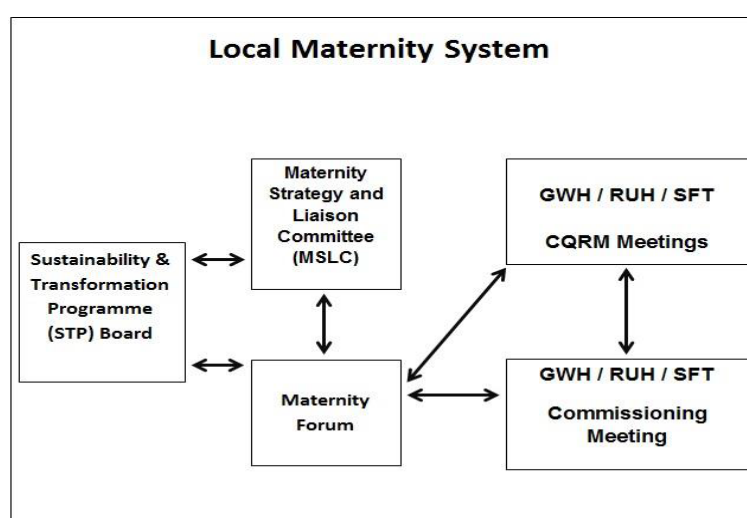 Local Maternity System
Maternity
Strategy and
Liaison
Committee
(MSLC)
GWH / RUH / SFT
CQRM Meetings
Sustainability &
Transformation
Programme
(STP) Board
Maternity
Forum
GWH / RUH / SFT
Commissioning
Meeting